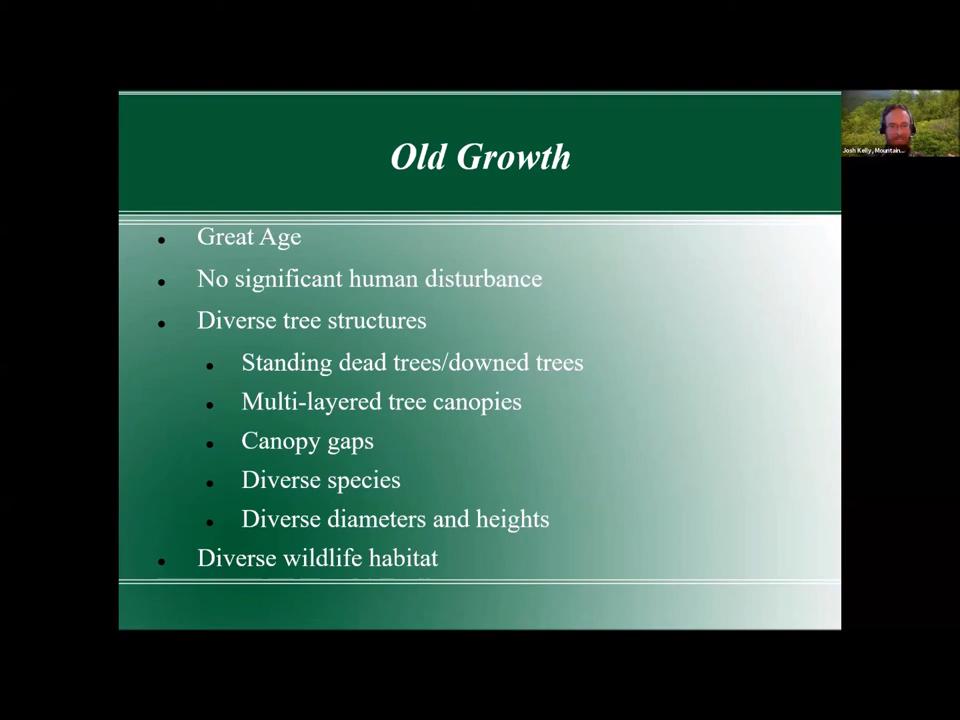 Old Growth
Josh Kelly, Mountain...
Great Age
No significant human disturbance
Diverse tree structures
Standing dead trees/downed trees
Multi-layered tree canopies
Canopy gaps
Diverse species
Diverse diameters and heights
Diverse wildlife habitat